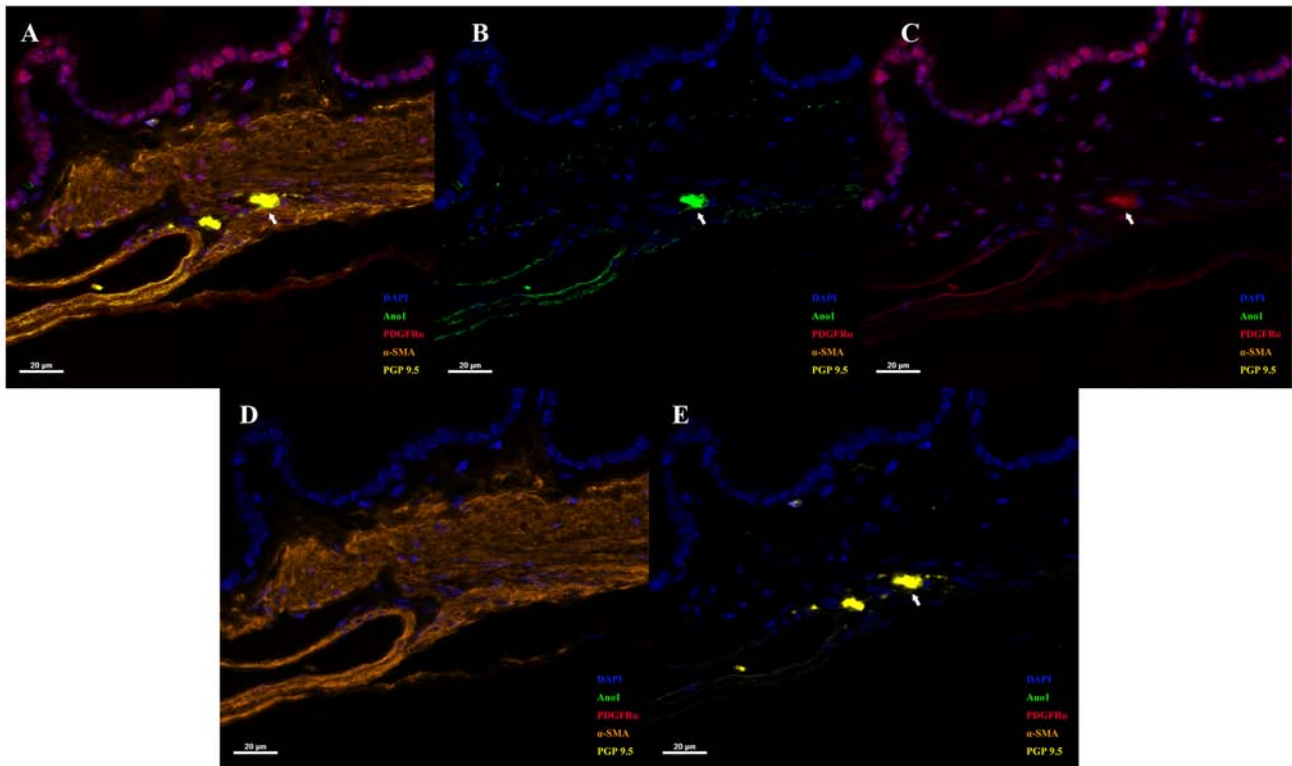 A
DAPI
Ano1
PDGFRα
α-SMA
PGP 9.5
20 µm
B
DAPI
Ano1
PDGFRα
α-SMA
PGP 9.5
20 µm
C
DAPI
Ano1
PDGFRα
α-SMA
PGP 9.5
20 µm
D
DAPI
Ano1
PDGFRα
α-SMA
PGP 9.5
20 µm
E
DAPI
Ano1
PDGFRα
α-SMA
PGP 9.5
20 µm